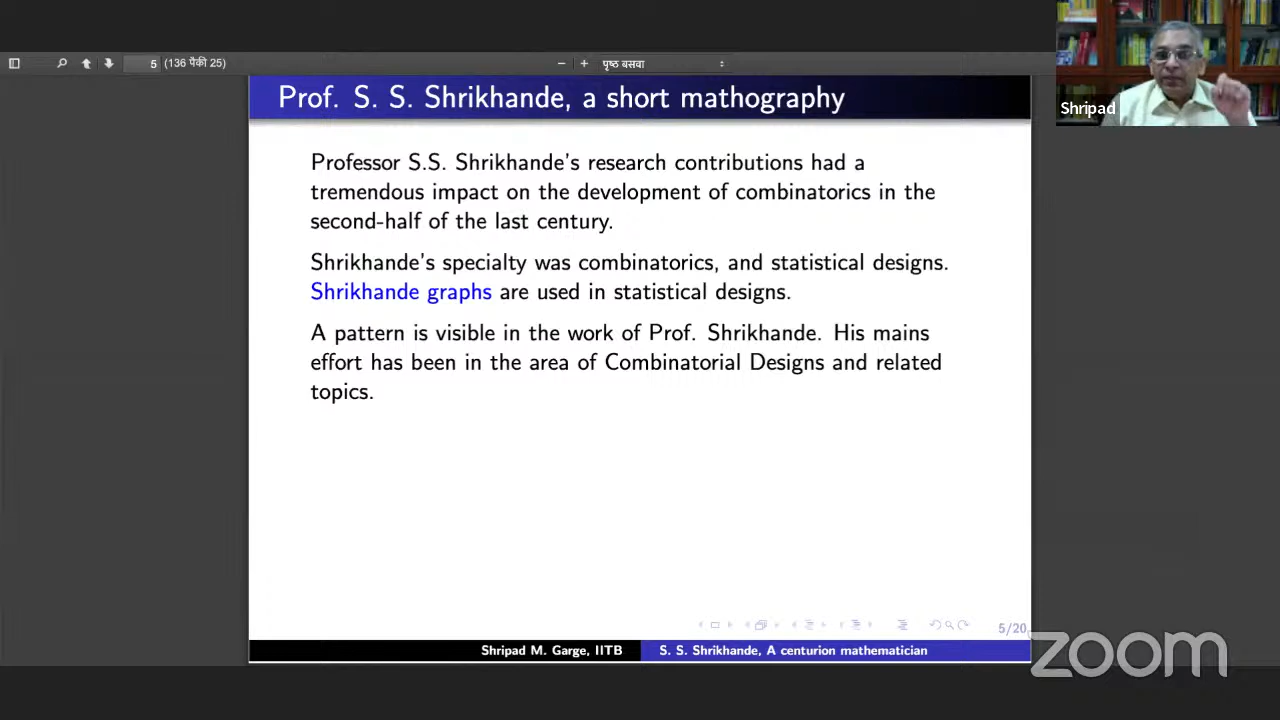 5 (136 पैकी 25)
− + पृष्ठ बसवा
Shripad
Prof. S. S. Shrikhande, a short mathography
Professor S.S. Shrikhande's research contributions had a
tremendous impact on the development of combinatorics in the
second-half of the last century.
Shrikhande's specialty was combinatorics, and statistical designs.
Shrikhande graphs are used in statistical designs.
A pattern is visible in the work of Prof. Shrikhande. His mains
effort has been in the area of Combinatorial Designs and related
topics.
5/20
Shripad M. Garge, IITB S. S. Shrikhande, A centurion mathematician
zoom